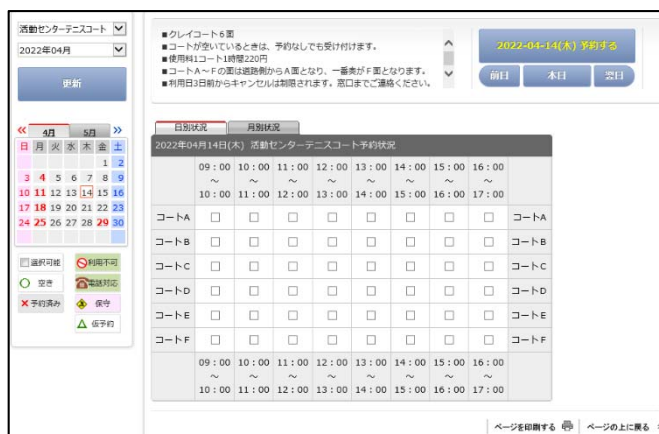 活動センターテニスコート
2022年04月
更新
■クレイコート6面
■コートが空いているときは、予約なしでも受け付けます。
■使用料1コート1時間220円
■コートA～Fの面は道路側からA面となり、一番奥がF面となります。
■利用日3日前からキャンセルは制限されます。窓口までご連絡ください。
2022-04-14(木) 予約する
前日 本日 翌日
« 4月 5月 »
日 月 火 水 木 金 土
1 2
3 4 5 6 7 8 9
10 11 12 13 14 15 16
17 18 19 20 21 22 23
24 25 26 27 28 29 30
選択可能 利用不可
空き 電話対応
予約済み 保守
仮予約
日別状況 月別状況
2022年04月14日(木) 活動センターテニスコート予約状況
09:00 10:00 11:00 12:00 13:00 14:00 15:00 16:00
～ ～ ～ ～ ～ ～ ～ ～
10:00 11:00 12:00 13:00 14:00 15:00 16:00 17:00
コートA コートA
コートB コートB
コートC コートC
コートD コートD
コートE コートE
コートF コートF
09:00 10:00 11:00 12:00 13:00 14:00 15:00 16:00
～ ～ ～ ～ ～ ～ ～ ～
10:00 11:00 12:00 13:00 14:00 15:00 16:00 17:00
ページを印刷する ページの上に戻る